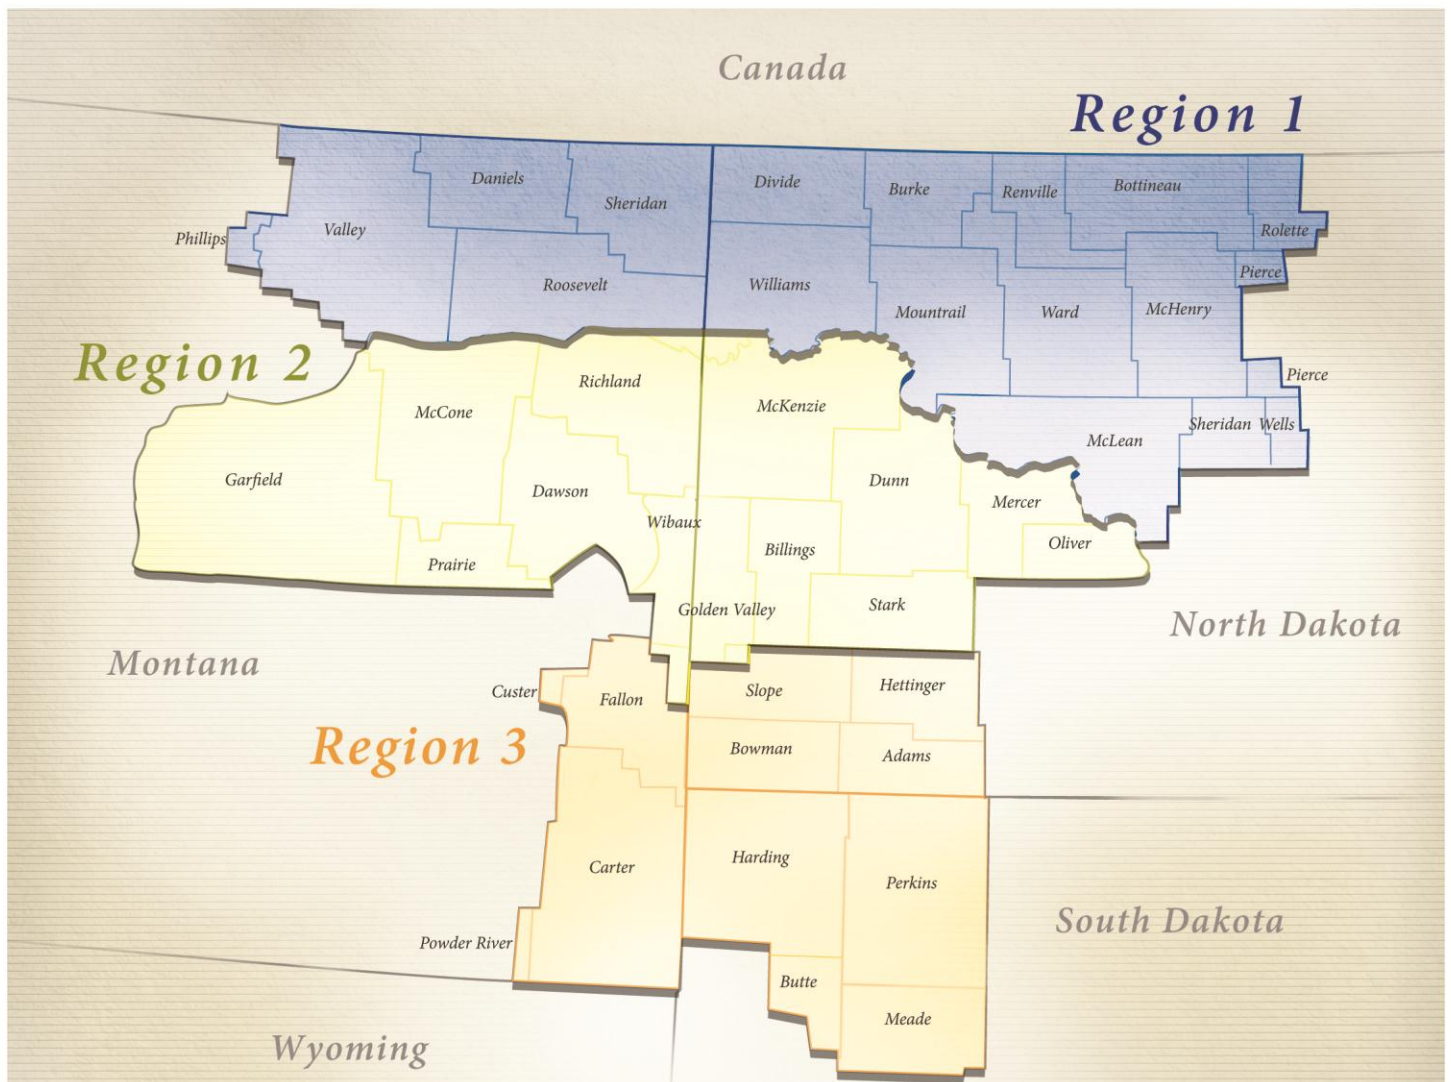 Canada
Region 1
Daniels
Sheridan
Divide
Burke
Renville
Bottineau
Phillips
Valley
Rolette
Roosevelt
Williams
Mountrail
Ward
McHenry
Pierce
Region 2
Richland
McCone
McKenzie
Pierce
Garfield
Dawson
Wibaux
Dunn
McLean
Sheridan
Wells
Mercer
Prairie
Billings
Oliver
Golden Valley
Stark
Montana
North Dakota
Custer
Fallon
Slope
Hettinger
Region 3
Bowman
Adams
Carter
Harding
Perkins
South Dakota
Powder River
Butte
Meade
Wyoming